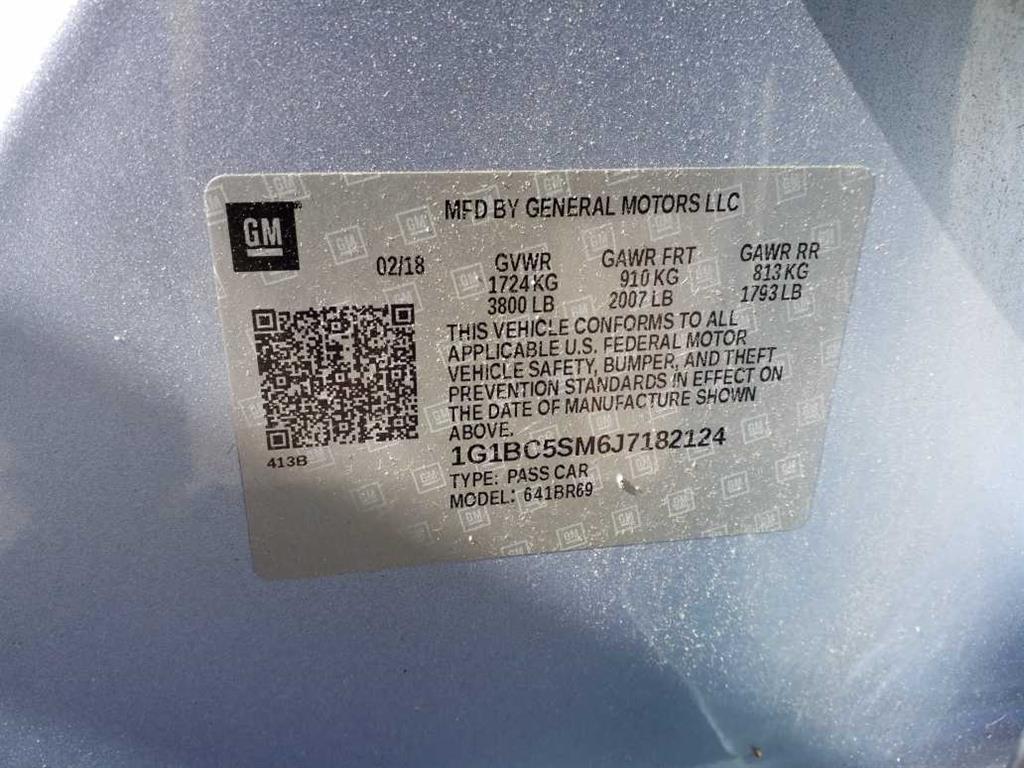 GM
MFD BY GENERAL MOTORS LLC
02/18 GVWR GAWR FRT GAWR RR
1724 KG 910 KG 813 KG
3800 LB 2007 LB 1793 LB
THIS VEHICLE CONFORMS TO ALL
APPLICABLE U.S. FEDERAL MOTOR
VEHICLE SAFETY, BUMPER, AND THEFT
PREVENTION STANDARDS IN EFFECT ON
THE DATE OF MANUFACTURE SHOWN
ABOVE.
413B
1G1BC5SM6J7182124
TYPE: PASS CAR
MODEL: 641BR69